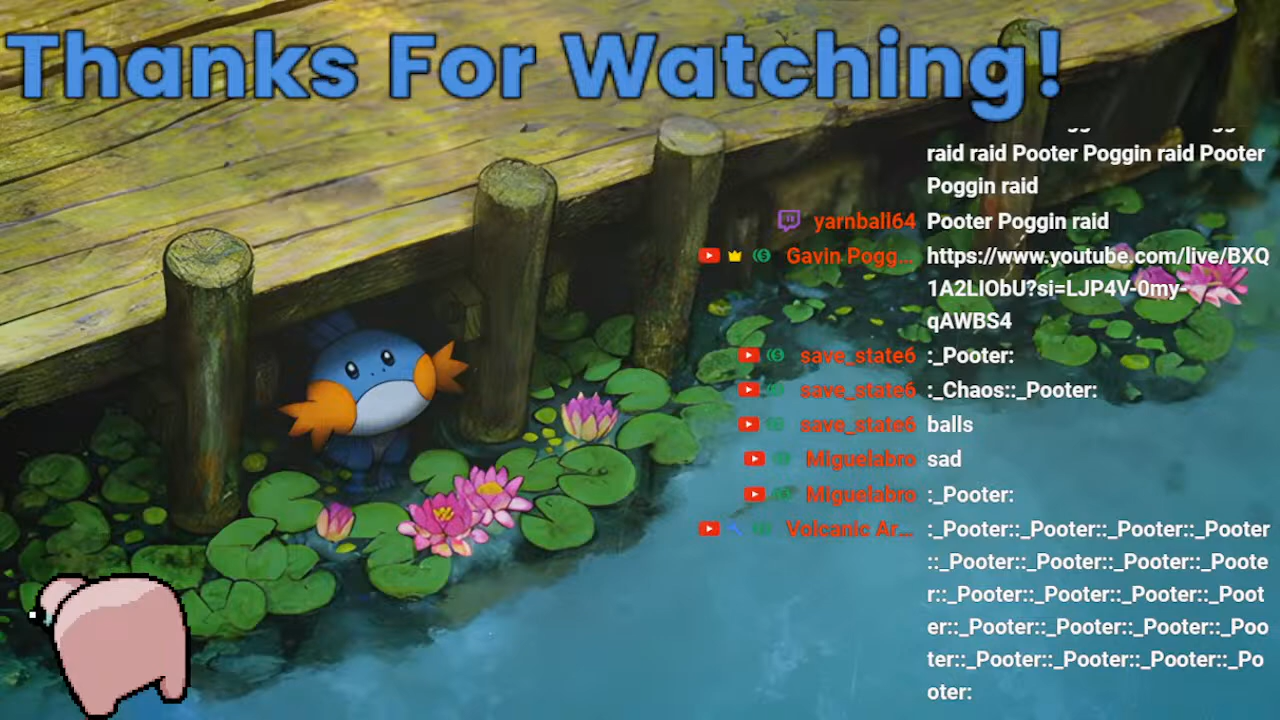 Thanks For Watching!
raid raid Pooter Poggin raid Pooter
Poggin raid
yarnball64 Pooter Poggin raid
Gavin Pogg... https://www.youtube.com/live/BXQ
1A2LIObU?si=LJP4V-0my-
qAWBS4
save_state6 :_Pooter:
save_state6 :_Chaos::_Pooter:
save_state6 balls
Miguelabro sad
Miguelabro :_Pooter:
Volcanic Ar... :_Pooter::_Pooter::_Pooter::_Pooter
::_Pooter::_Pooter::_Pooter::_Poote
r::_Pooter::_Pooter::_Pooter::_Poot
er::_Pooter::_Pooter::_Pooter::_Poo
ter::_Pooter::_Pooter::_Pooter::_Po
oter: